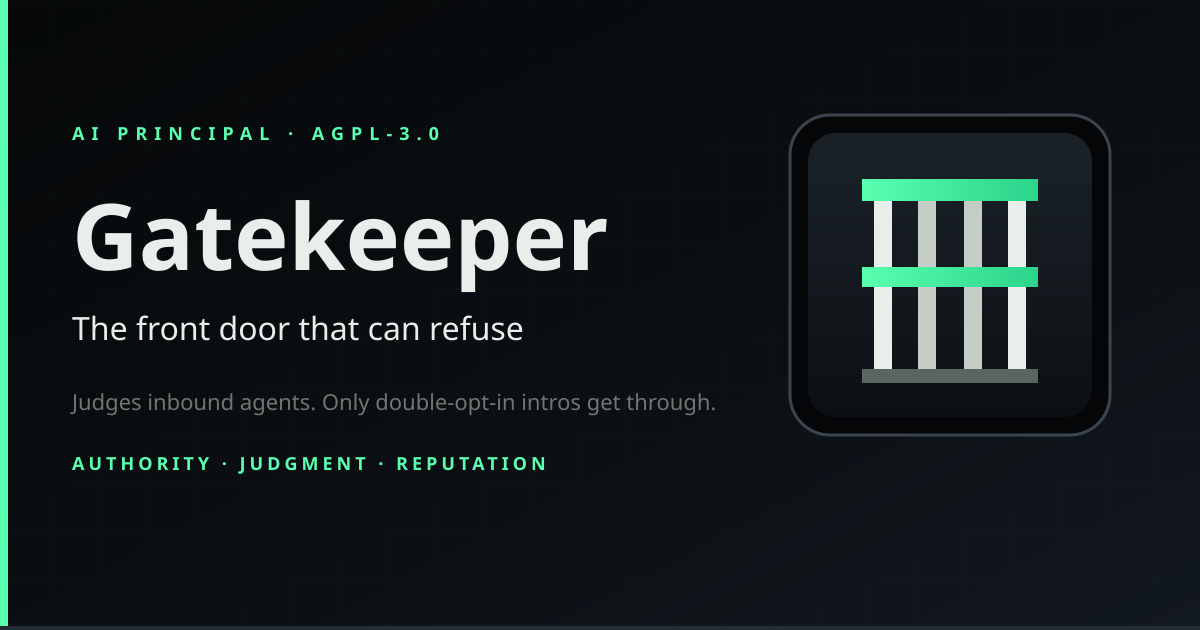 AI PRINCIPAL · AGPL-3.0
Gatekeeper
The front door that can refuse
Judges inbound agents. Only double-opt-in intros get through.
AUTHORITY · JUDGMENT · REPUTATION